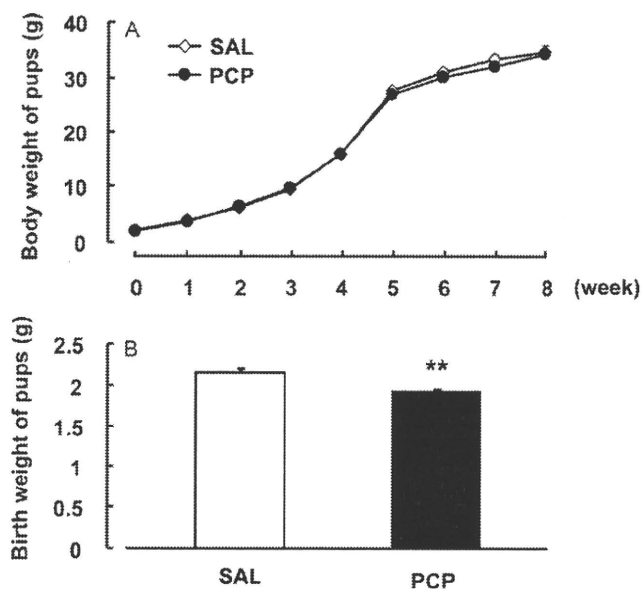 Body weight of pups (g)
A
SAL
PCP
40
30
20
10
0
0 1 2 3 4 5 6 7 8 (week)
Birth weight of pups (g)
B
2.5
2
1.5
1
0.5
0
**
SAL PCP